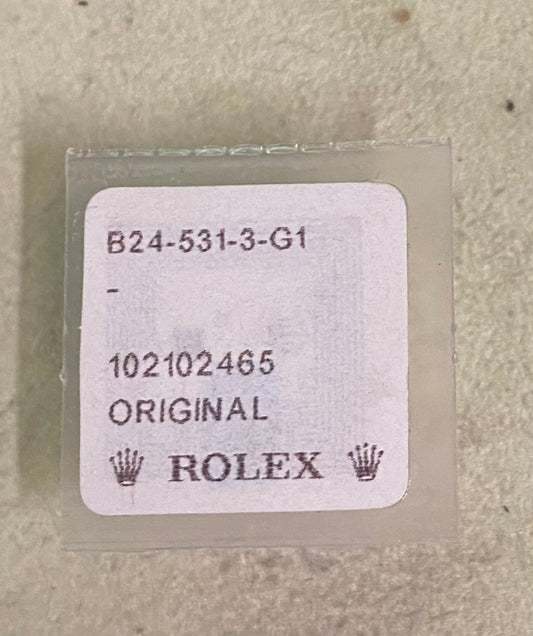 B24-531-3-G1
-
102102465
ORIGINAL
ROLEX